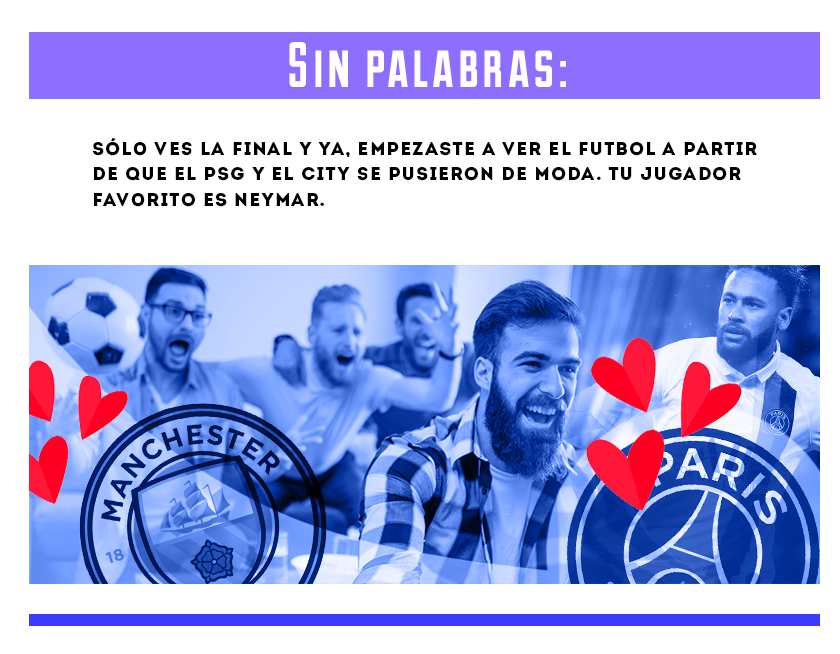 SIN PALABRAS:
SÓLO VES LA FINAL Y YA, EMPEZASTE A VER EL FUTBOL A PARTIR
DE QUE EL PSG Y EL CITY SE PUSIERON DE MODA. TU JUGADOR
FAVORITO ES NEYMAR.
PARIS
MANCHESTER
PARIS
18